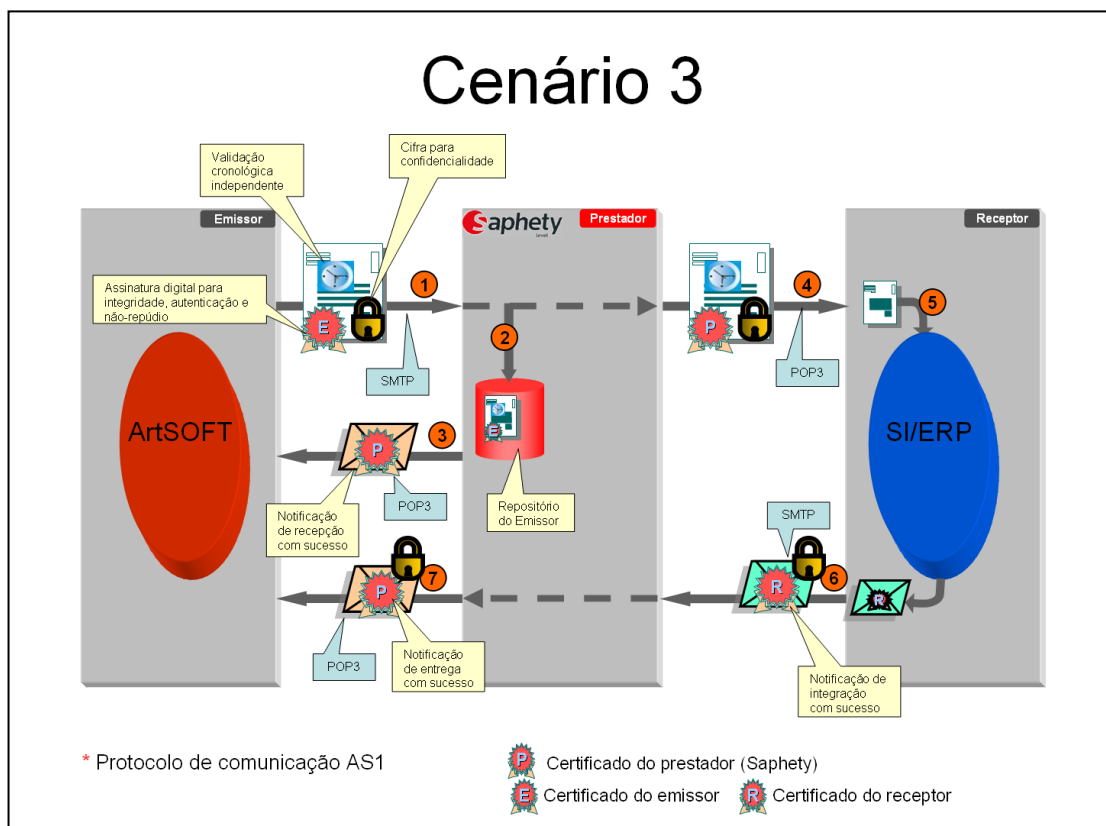 Cenário 3
Validação
cronológica
independente
Cifra para
confidencialidade
Emissor
Saphety
Prestador
Receptor
Assinatura digital para
integridade, autenticação e
não-repúdio
E
1
SMTP
2
P
4
POP3
5
ArtSOFT
E
SI/ERP
P
3
POP3
Notificação
de recepção
com sucesso
Repositório
do Emissor
SMTP
P
7
R
6
R
POP3
Notificação
de entrega
com sucesso
Notificação de
integração
com sucesso
* Protocolo de comunicação AS1
P Certificado do prestador (Saphety)
E Certificado do emissor
R Certificado do receptor